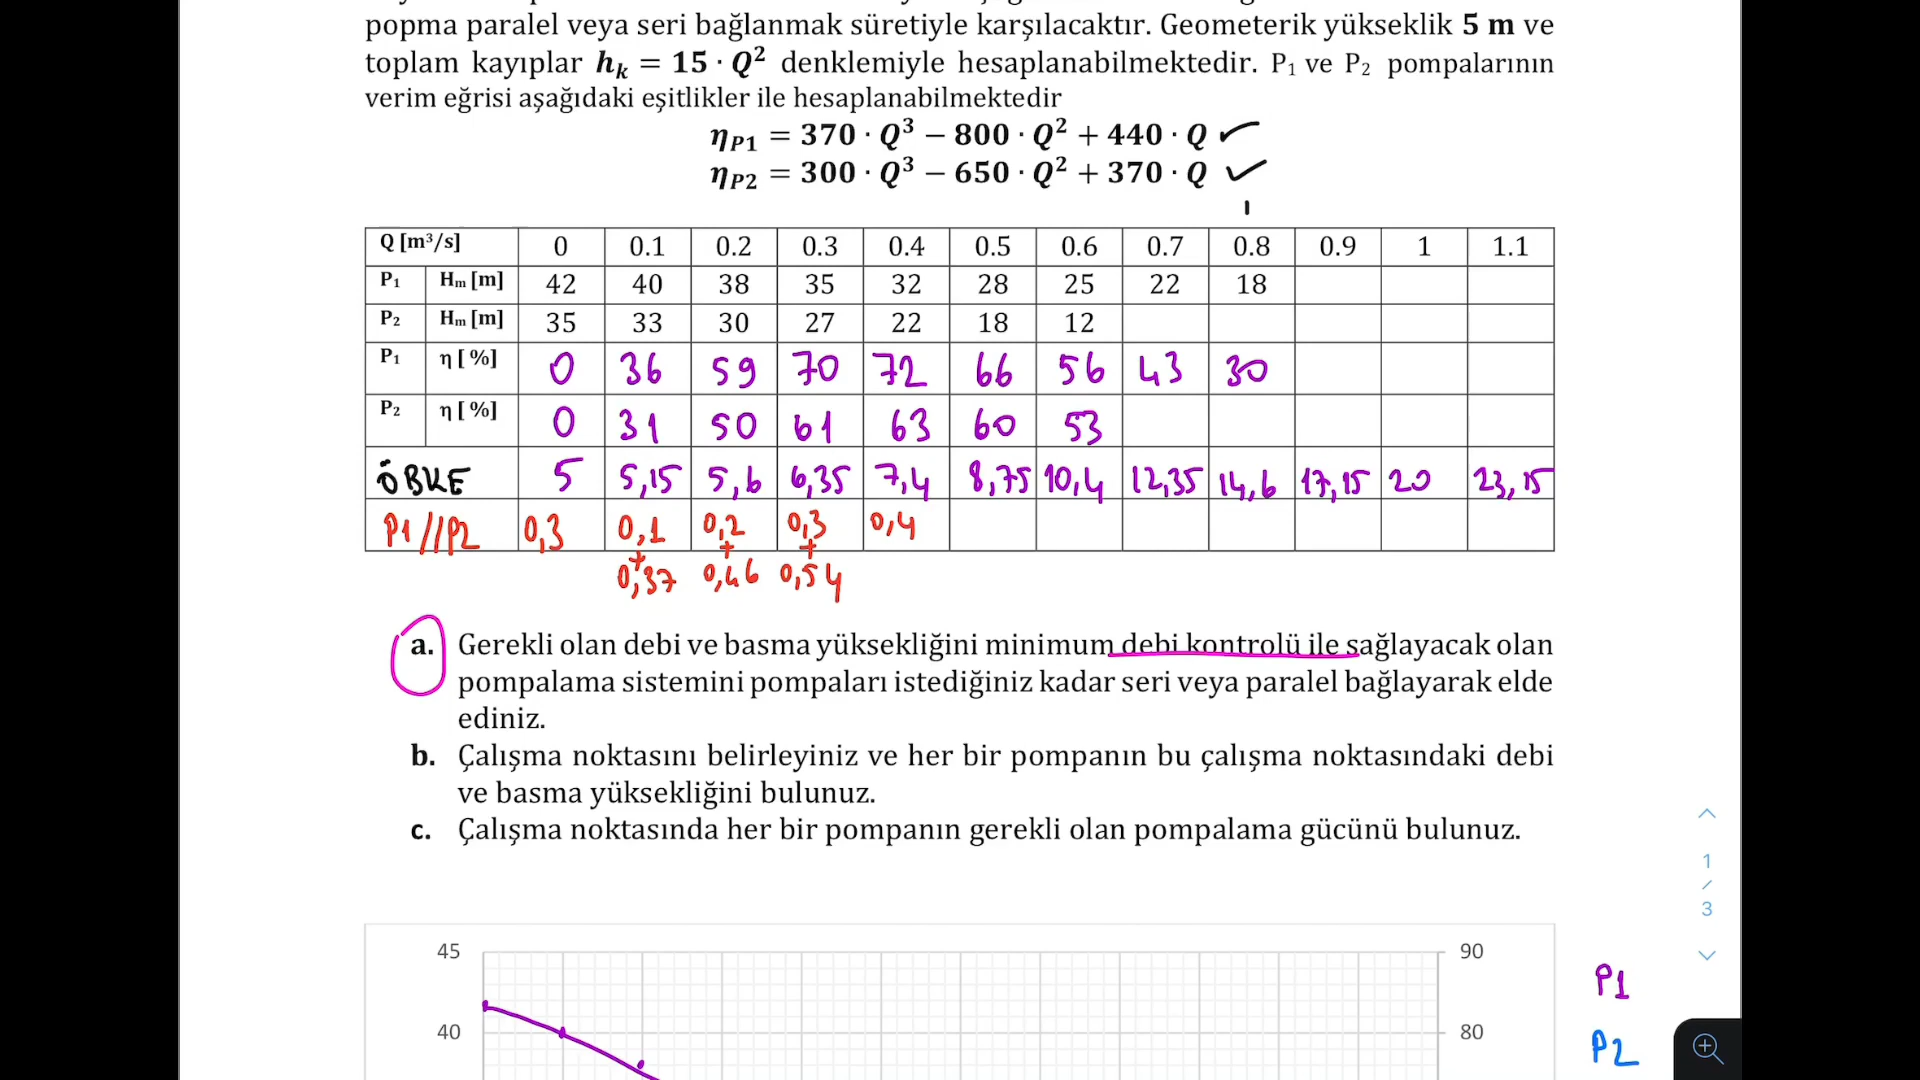 popma paralel veya seri bağlanmak süretiyle karşılacaktır. Geometerik yükseklik 5 m ve
toplam kayıplar hₖ = 15 · Q² denklemiyle hesaplanabilmektedir. P₁ ve P₂ pompalarının
verim eğrisi aşağıdaki eşitlikler ile hesaplanabilmektedir
η_P1 = 370 · Q³ − 800 · Q² + 440 · Q
η_P2 = 300 · Q³ − 650 · Q² + 370 · Q
Q [m³/s] 0 0.1 0.2 0.3 0.4 0.5 0.6 0.7 0.8 0.9 1 1.1
P₁ Hₘ [m] 42 40 38 35 32 28 25 22 18
P₂ Hₘ [m] 35 33 30 27 22 18 12
P₁ η [ %] 0 36 59 70 72 66 56 43 30
P₂ η [ %] 0 31 50 61 63 60 53
ÖBKE 5 5,15 5,6 6,35 7,4 8,75 10,4 12,35 14,6 17,15 20 23,15
P1//P2 0,3 0,1 0,2 0,3 0,4
+ + +
0,37 0,46 0,54
a. Gerekli olan debi ve basma yüksekliğini minimum debi kontrolü ile sağlayacak olan
pompalama sistemini pompaları istediğiniz kadar seri veya paralel bağlayarak elde
ediniz.
b. Çalışma noktasını belirleyiniz ve her bir pompanın bu çalışma noktasındaki debi
ve basma yüksekliğini bulunuz.
c. Çalışma noktasında her bir pompanın gerekli olan pompalama gücünü bulunuz.
1
/
3
45 90
P1
40 80
P2